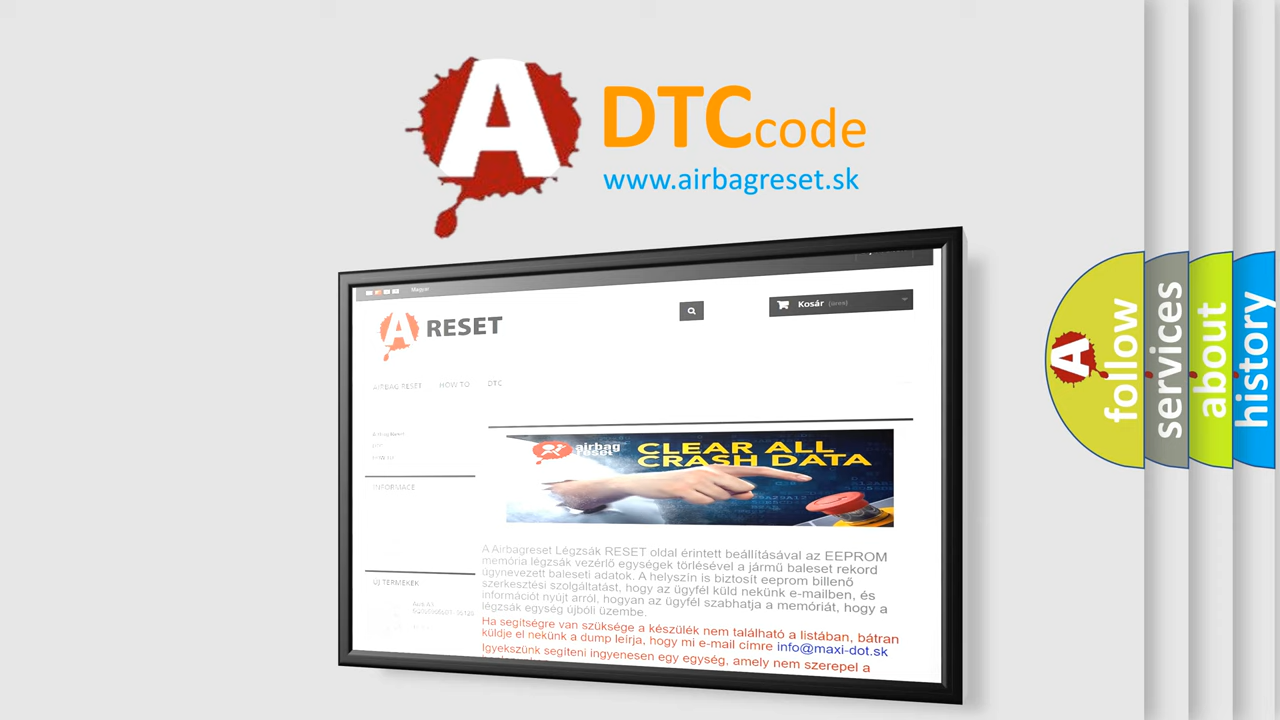 A
DTCcode
www.airbagreset.sk
Magyar
A RESET
Kosár (üres)
AIRBAG RESET HOW TO DTC
INFORMACE
ÚJ TERMÉKEK
airbag
reset
CLEAR ALL
CRASH DATA
A Airbagreset Légzsák RESET oldal érintett beállításával az EEPROM
memória légzsák vezérlő egységek törlésével a jármű baleset rekord
úgynevezett baleseti adatok. A helyszín is biztosít eeprom billenő
szerkesztési szolgáltatást, hogy az ügyfél küld nekünk e-mailben, és
információt nyújt arról, hogyan az ügyfél szabhatja a memóriát, hogy a
légzsák egység újbóli üzembe.
Ha segítségre van szüksége a készülék nem található a listában, bátran
küldje el nekünk a dump leírja, hogy mi e-mail címre info@maxi-dot.sk
Igyekszünk segíteni ingyenesen egy egység, amely nem szerepel a
A
follow
services
about
history